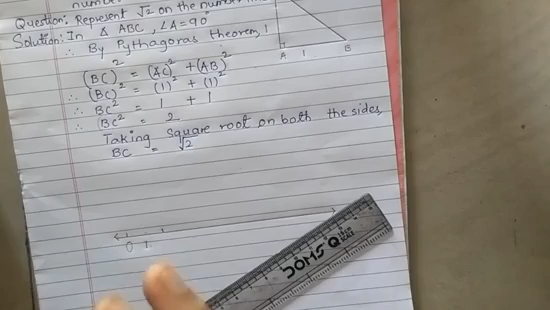 Question: Represent √2 on the number
Solution: In △ ABC, ∠A = 90°
∴ By Pythagoras theorem,
(BC)² = (AC)² + (AB)²
∴ (BC)² = (1)² + (1)²
∴ BC² = 1 + 1
∴ BC² = 2
Taking square root on both the sides,
BC = √2
1
A 1 B
0 1
DOMS